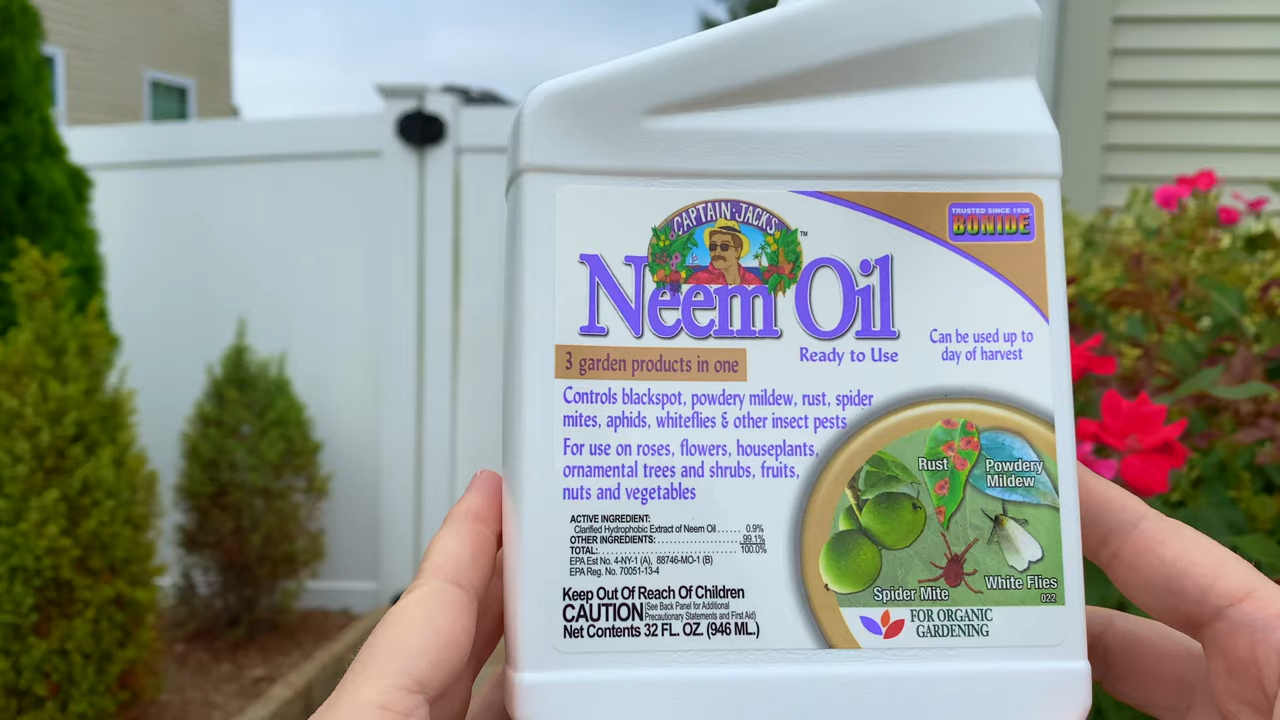 CAPTAIN JACK'S
TM
TRUSTED SINCE 1926
BONIDE
Neem Oil
Ready to Use
Can be used up to
day of harvest
3 garden products in one
Controls blackspot, powdery mildew, rust, spider
mites, aphids, whiteflies & other insect pests
For use on roses, flowers, houseplants,
ornamental trees and shrubs, fruits,
nuts and vegetables
ACTIVE INGREDIENT:
Clarified Hydrophobic Extract of Neem Oil ...... 0.9%
OTHER INGREDIENTS: .................... 99.1%
TOTAL: .................................. 100.0%
EPA Est No. 4-NY-1 (A), 88746-MO-1 (B)
EPA Reg. No. 70051-13-4
Keep Out Of Reach Of Children
CAUTION (See Back Panel for Additional
Precautionary Statements and First Aid)
Net Contents 32 FL. OZ. (946 ML.)
Rust
Powdery
Mildew
Spider Mite
White Flies
022
FOR ORGANIC
GARDENING